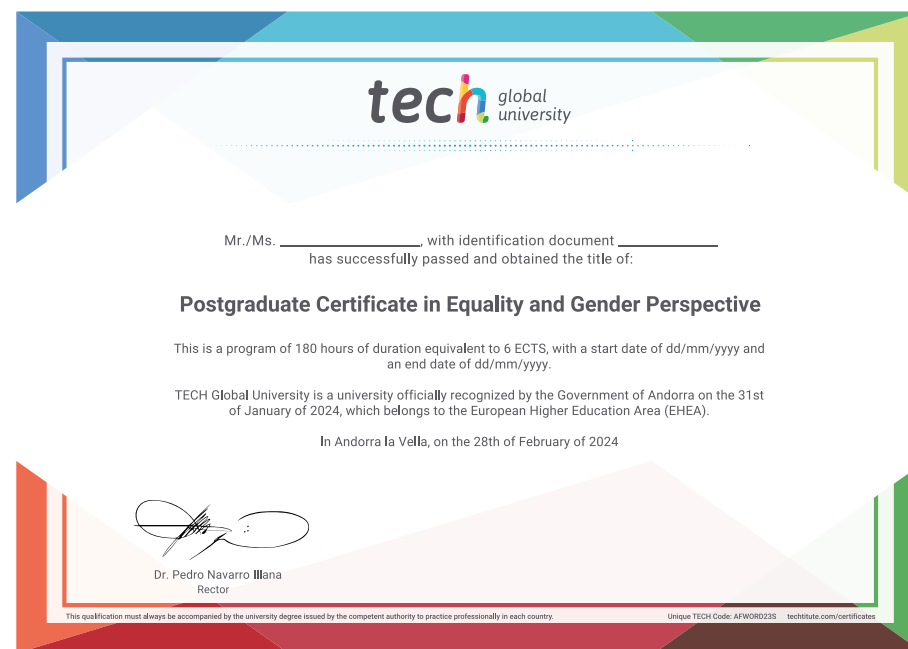 tech global university
Mr./Ms. ____________, with identification document ____________
has successfully passed and obtained the title of:
Postgraduate Certificate in Equality and Gender Perspective
This is a program of 180 hours of duration equivalent to 6 ECTS, with a start date of dd/mm/yyyy and
an end date of dd/mm/yyyy.
TECH Global University is a university officially recognized by the Government of Andorra on the 31st
of January of 2024, which belongs to the European Higher Education Area (EHEA).
In Andorra la Vella, on the 28th of February of 2024
Dr. Pedro Navarro Illana
Rector
This qualification must always be accompanied by the university degree issued by the competent authority to practice professionally in each country. Unique TECH Code: AFWORD23S techtitute.com/certificates